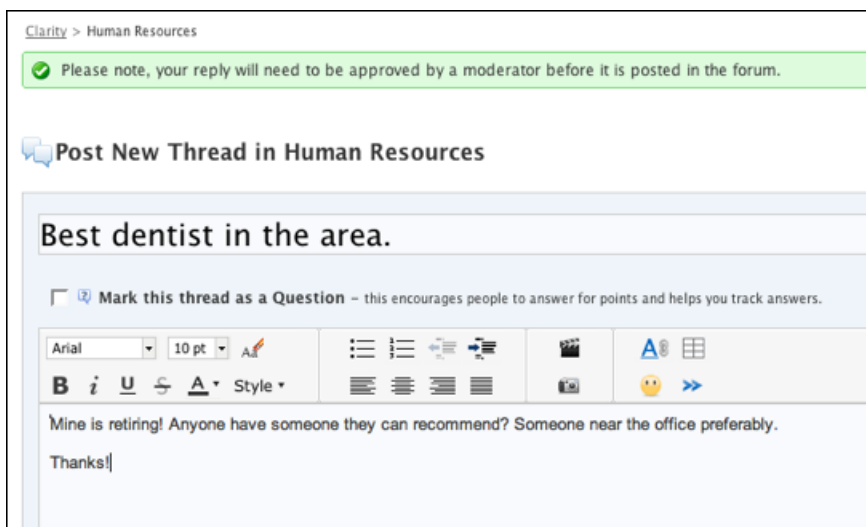 Clarity > Human Resources
Please note, your reply will need to be approved by a moderator before it is posted in the forum.
Post New Thread in Human Resources
Best dentist in the area.
Mark this thread as a Question – this encourages people to answer for points and helps you track answers.
Arial 10 pt
B i U S A Style
Mine is retiring! Anyone have someone they can recommend? Someone near the office preferably.
Thanks!